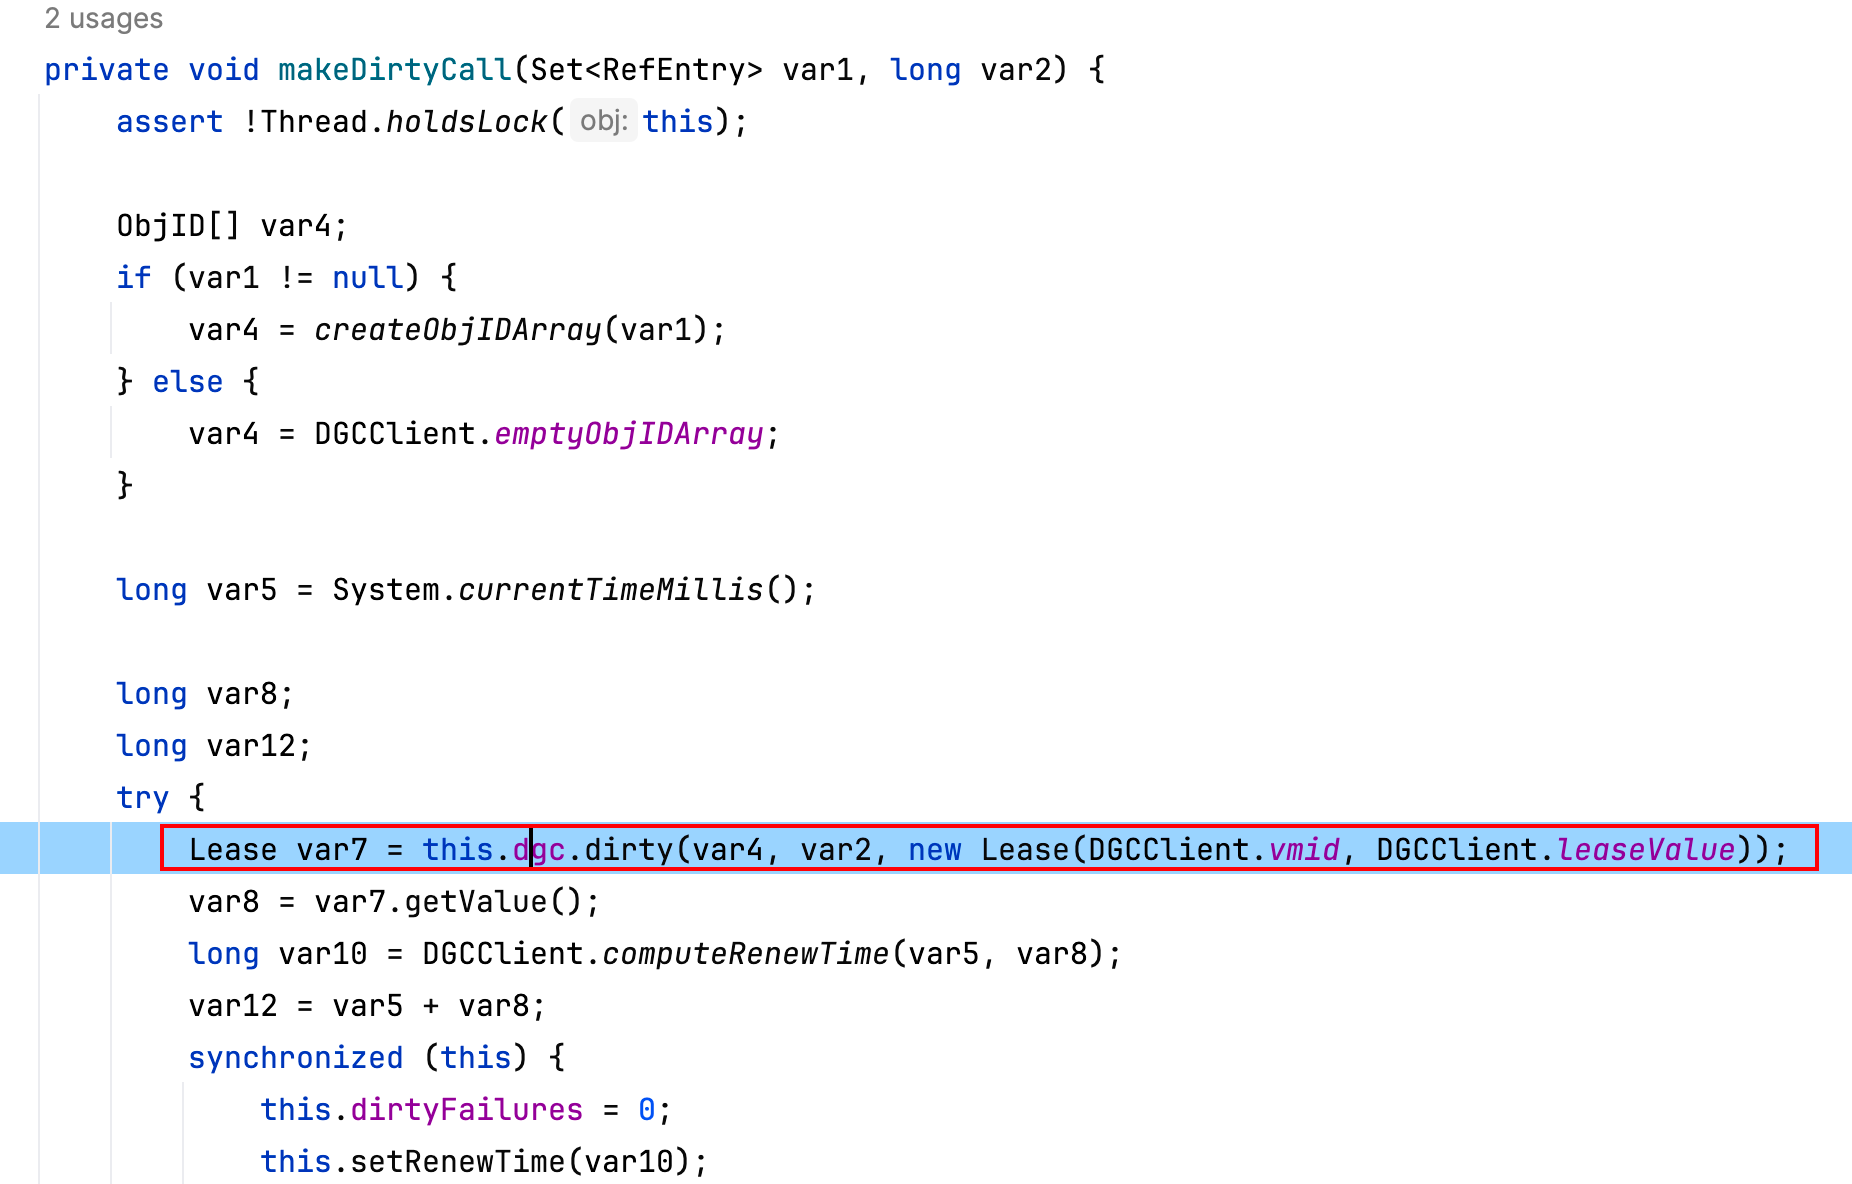 2 usages
private void makeDirtyCall(Set<RefEntry> var1, long var2) {
assert !Thread.holdsLock( obj: this);
ObjID[] var4;
if (var1 != null) {
var4 = createObjIDArray(var1);
} else {
var4 = DGCClient.emptyObjIDArray;
}
long var5 = System.currentTimeMillis();
long var8;
long var12;
try {
Lease var7 = this.dgc.dirty(var4, var2, new Lease(DGCClient.vmid, DGCClient.leaseValue));
var8 = var7.getValue();
long var10 = DGCClient.computeRenewTime(var5, var8);
var12 = var5 + var8;
synchronized (this) {
this.dirtyFailures = 0;
this.setRenewTime(var10);